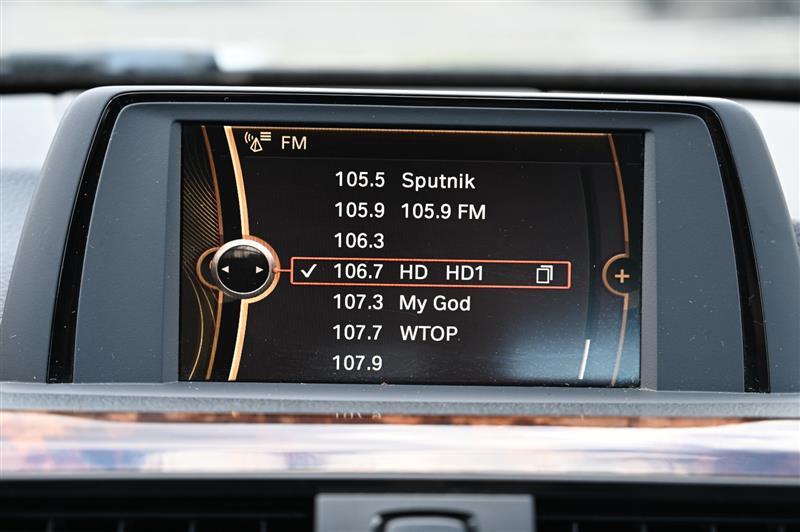 FM
105.5 Sputnik
105.9 105.9 FM
106.3
106.7 HD HD1
107.3 My God
107.7 WTOP
107.9